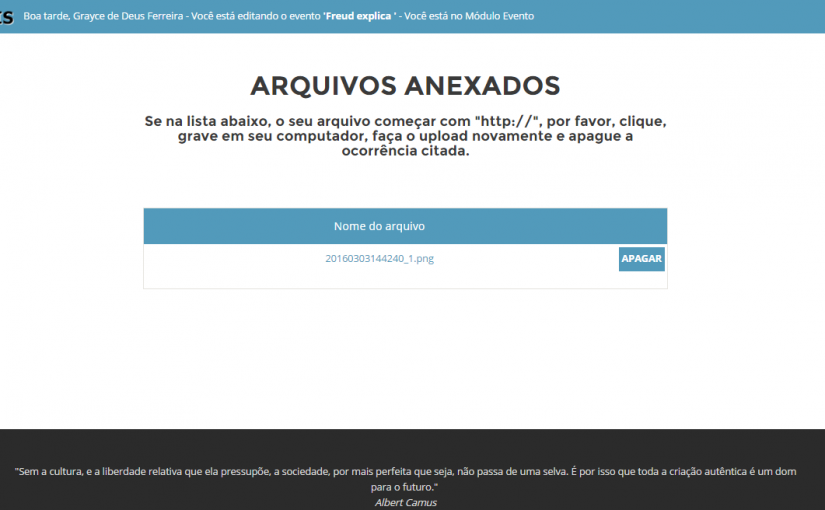 Boa tarde, Grayce de Deus Ferreira - Você está editando o evento 'Freud explica ' - Você está no Módulo Evento
ARQUIVOS ANEXADOS
Se na lista abaixo, o seu arquivo começar com "http://", por favor, clique,
grave em seu computador, faça o upload novamente e apague a
ocorrência citada.
Nome do arquivo
20160303144240_1.png APAGAR
"Sem a cultura, e a liberdade relativa que ela pressupõe, a sociedade, por mais perfeita que seja, não passa de uma selva. É por isso que toda a criação autêntica é um dom
para o futuro."
Albert Camus